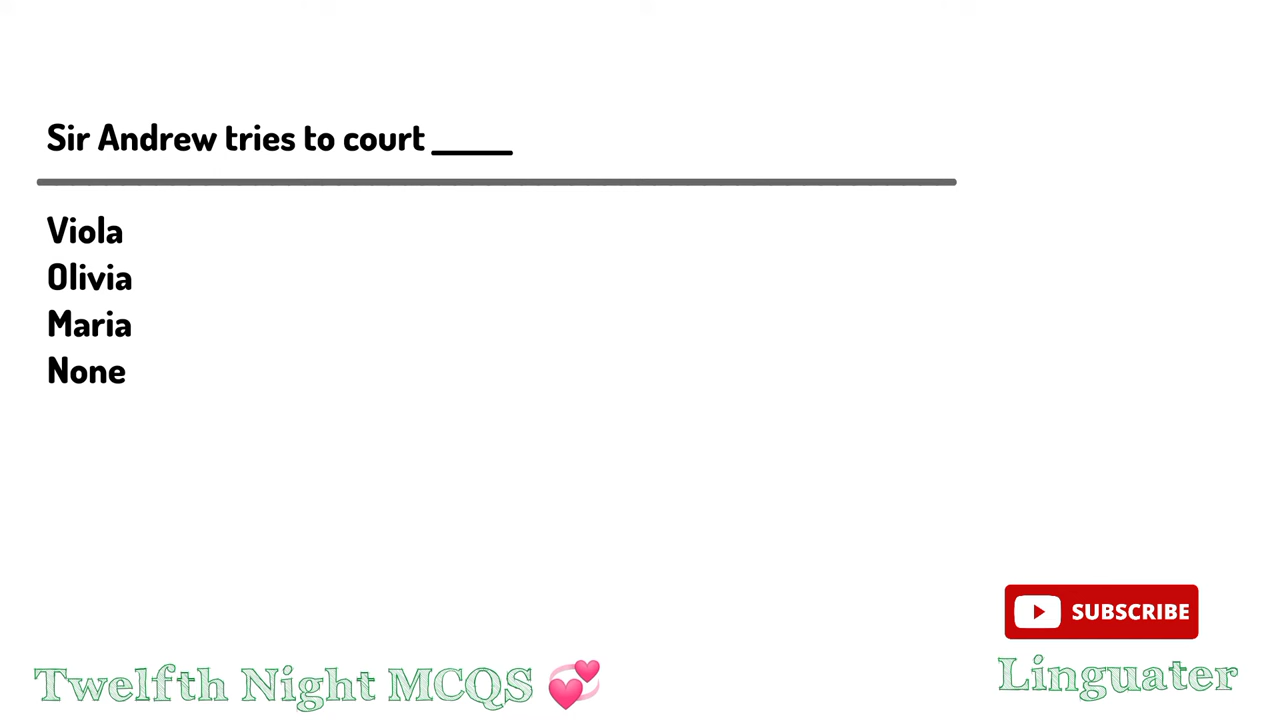 Sir Andrew tries to court _____
Viola
Olivia
Maria
None
SUBSCRIBE
Twelfth Night MCQS 💞
Linguater